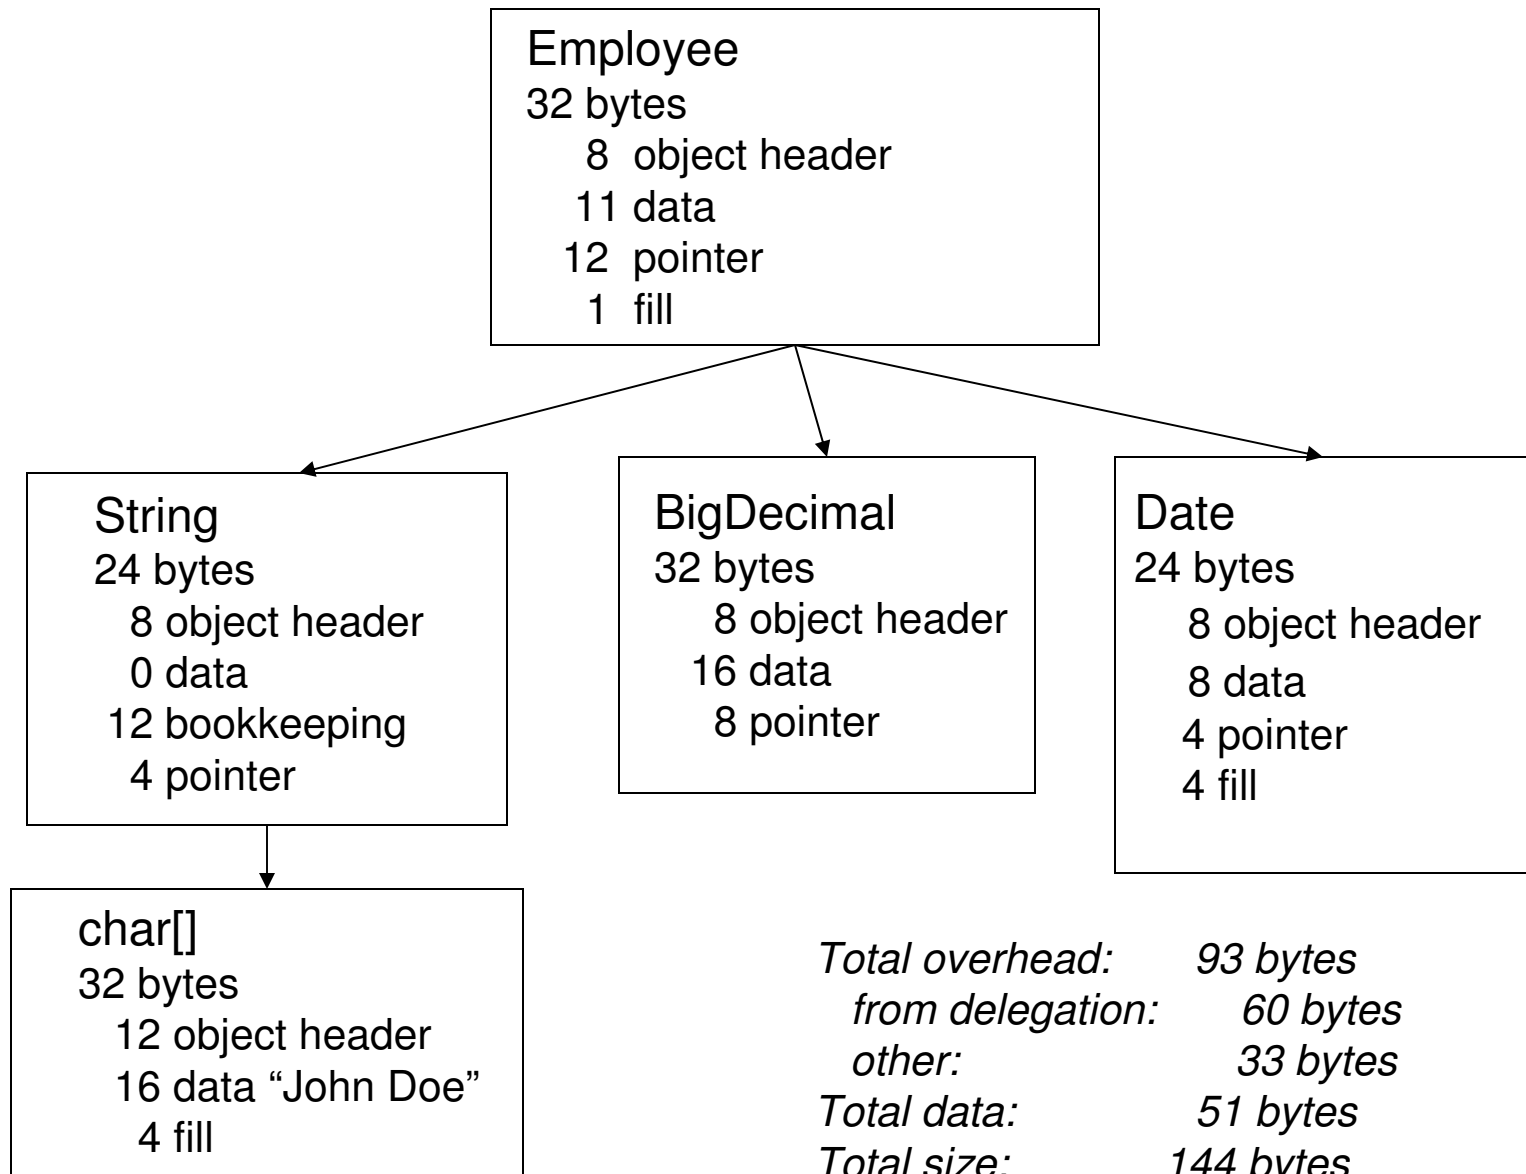 Employee
32 bytes
8 object header
11 data
12 pointer
1 fill
String
24 bytes
8 object header
0 data
12 bookkeeping
4 pointer
BigDecimal
32 bytes
8 object header
16 data
8 pointer
Date
24 bytes
8 object header
8 data
4 pointer
4 fill
char[]
32 bytes
12 object header
16 data “John Doe”
4 fill
Total overhead: 93 bytes
from delegation: 60 bytes
other: 33 bytes
Total data: 51 bytes
Total size: 144 bytes